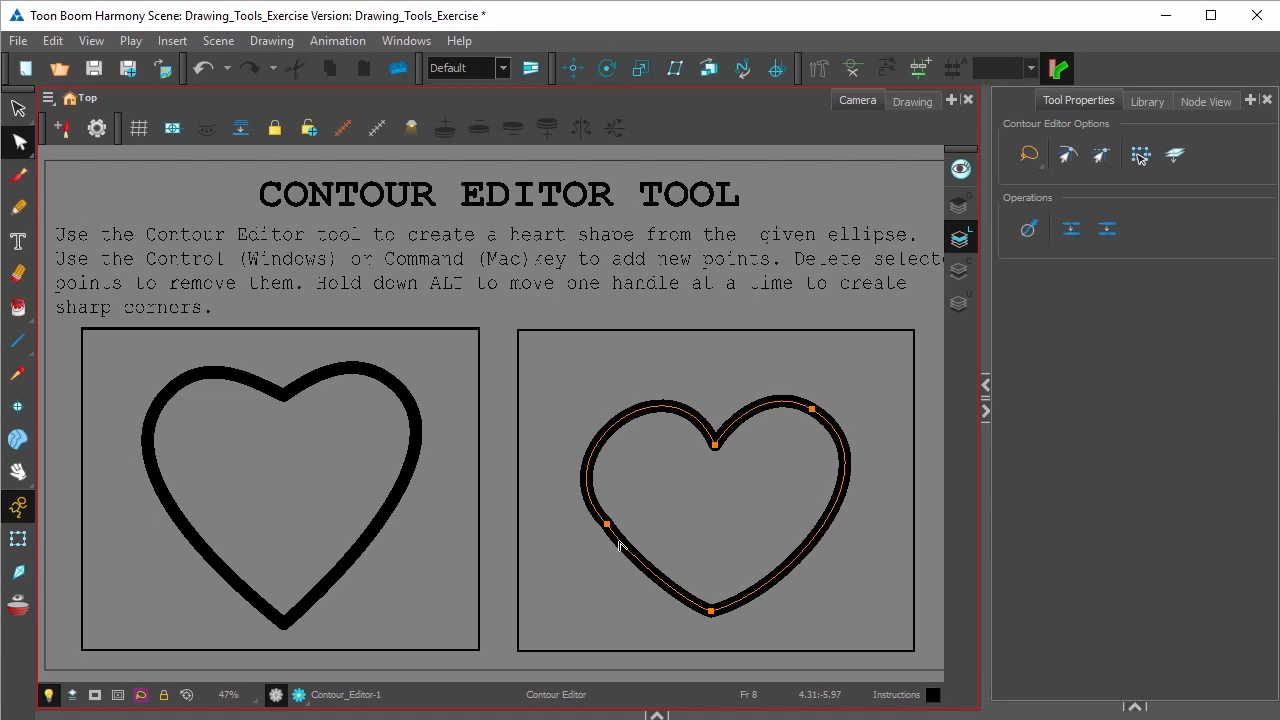 Toon Boom Harmony Scene: Drawing_Tools_Exercise Version: Drawing_Tools_Exercise *
File Edit View Play Insert Scene Drawing Animation Windows Help
Default
Top
Camera
Drawing
Tool Properties
Library
Node View
Contour Editor Options
Operations
CONTOUR EDITOR TOOL
Use the Contour Editor tool to create a heart shape from the given ellipse.
Use the Control (Windows) or Command (Mac) key to add new points. Delete selecte
points to remove them. Hold down ALT to move one handle at a time to create
sharp corners.
47%
Contour_Editor-1
Contour Editor
Fr 8
4.31:-5.97
Instructions